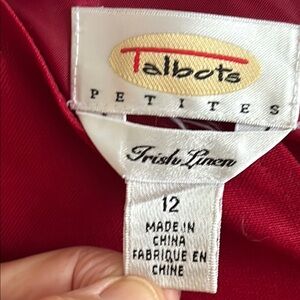 Talbots
PETITES
Irish Linen
12
MADE IN
CHINA
FABRIQUE EN
CHINE